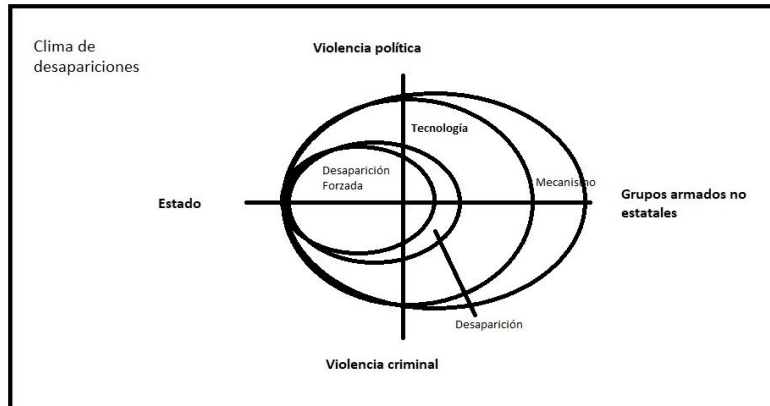 Clima de
desapariciones
Violencia política
Tecnología
Desaparición
Forzada
Mecanismo
Estado
Grupos armados no
estatales
Desaparición
Violencia criminal